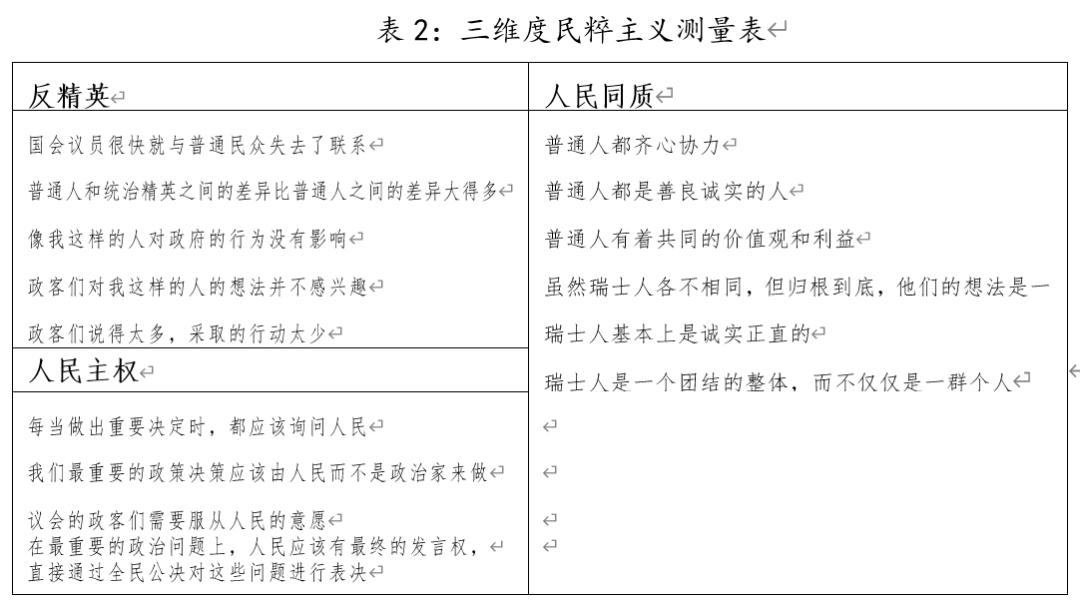 表 2：三维度民粹主义测量表
反精英
国会议员很快就与普通民众失去了联系
普通人和统治精英之间的差异比普通人之间的差异大得多
像我这样的人对政府的行为没有影响
政客们对我这样的人的想法并不感兴趣
政客们说得太多，采取的行动太少
人民主权
每当做出重要决定时，都应该询问人民
我们最重要的政策决策应该由人民而不是政治家来做
议会的政客们需要服从人民的意愿
在最重要的政治问题上，人民应该有最终的发言权，
直接通过全民公决对这些问题进行表决
人民同质
普通人都齐心协力
普通人都是善良诚实的人
普通人有着共同的价值观和利益
虽然瑞士人各不相同，但归根到底，他们的想法是一
瑞士人基本上是诚实正直的
瑞士人是一个团结的整体，而不仅仅是一群个人